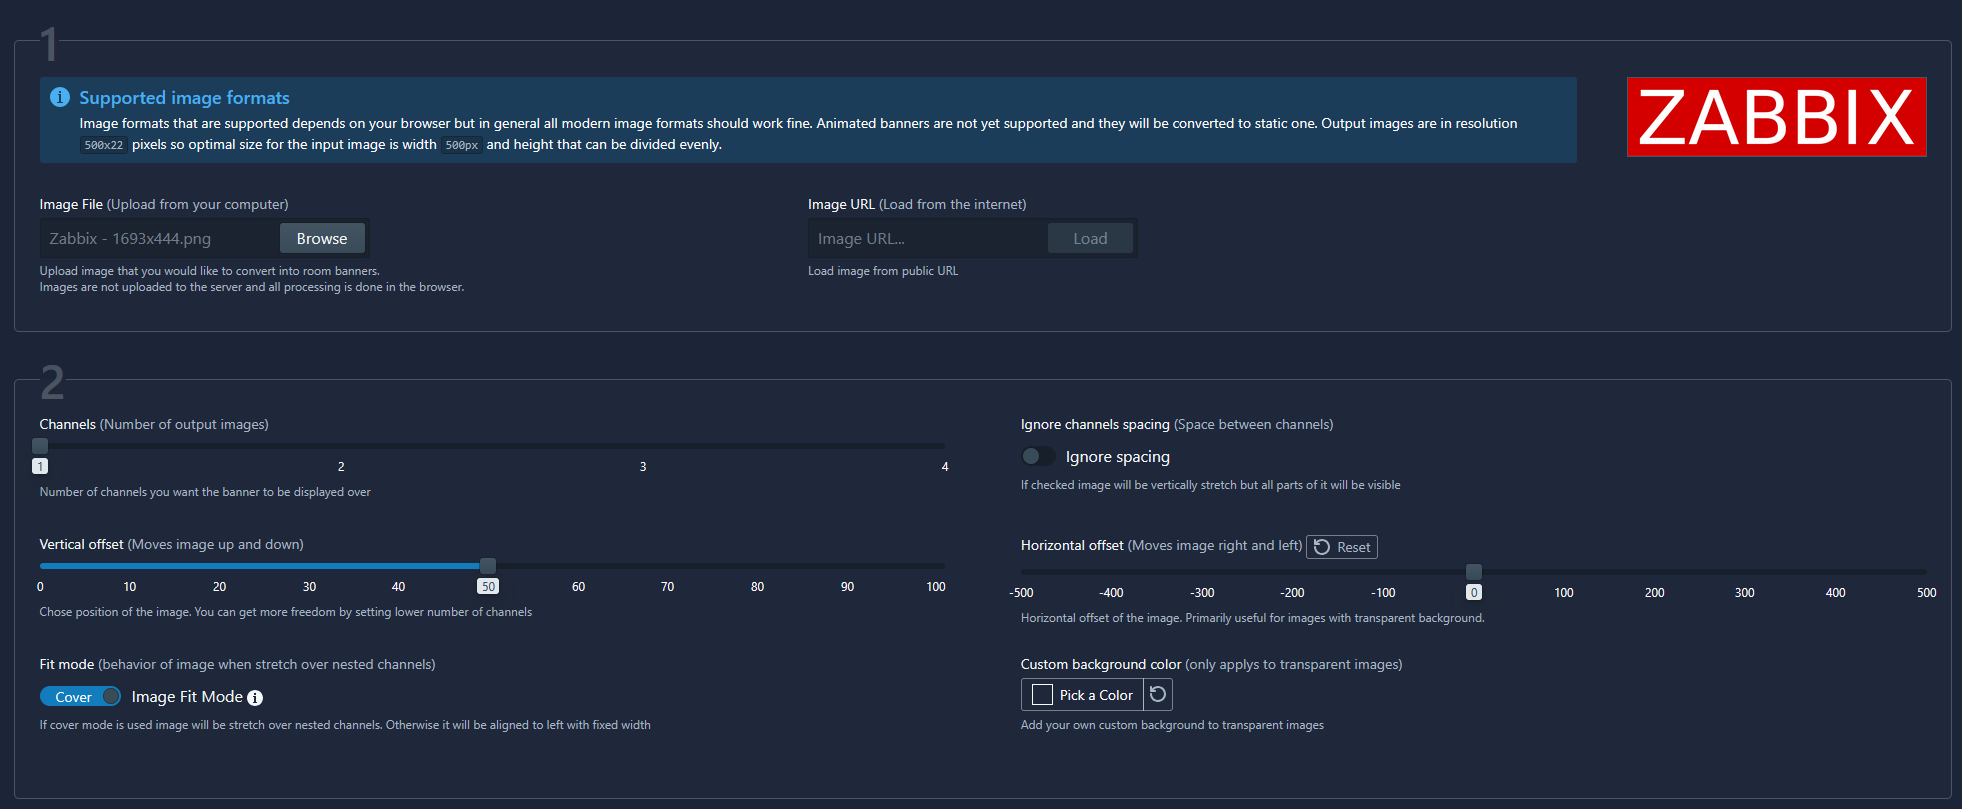 1
Supported image formats
Image formats that are supported depends on your browser but in general all modern image formats should work fine. Animated banners are not yet supported and they will be converted to static one. Output images are in resolution
500x22 pixels so optimal size for the input image is width 500px and height that can be divided evenly.
ZABBIX
Image File (Upload from your computer)
Zabbix - 1693x444.png Browse
Upload image that you would like to convert into room banners.
Images are not uploaded to the server and all processing is done in the browser.
Image URL (Load from the internet)
Image URL... Load
Load image from public URL
2
Channels (Number of output images)
1 2 3 4
Number of channels you want the banner to be displayed over
Ignore channels spacing (Space between channels)
Ignore spacing
If checked image will be vertically stretch but all parts of it will be visible
Vertical offset (Moves image up and down)
0 10 20 30 40 50 60 70 80 90 100
Chose position of the image. You can get more freedom by setting lower number of channels
Horizontal offset (Moves image right and left) Reset
-500 -400 -300 -200 -100 0 100 200 300 400 500
Horizontal offset of the image. Primarily useful for images with transparent background.
Fit mode (behavior of image when stretch over nested channels)
Cover Image Fit Mode
If cover mode is used image will be stretch over nested channels. Otherwise it will be aligned to left with fixed width
Custom background color (only applys to transparent images)
Pick a Color
Add your own custom background to transparent images